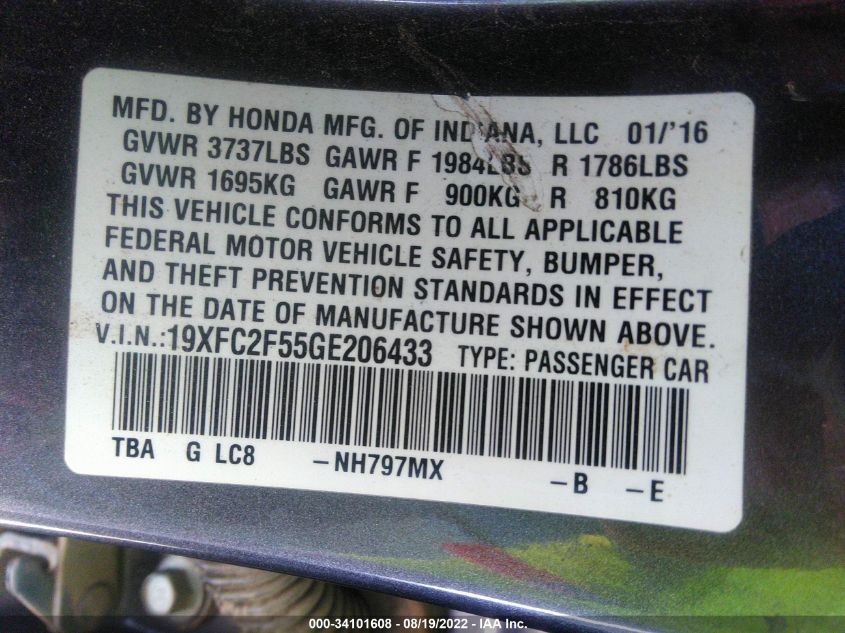 MFD. BY HONDA MFG. OF INDIANA, LLC 01/'16
GVWR 3737LBS GAWR F 1984LBS R 1786LBS
GVWR 1695KG GAWR F 900KG R 810KG
THIS VEHICLE CONFORMS TO ALL APPLICABLE
FEDERAL MOTOR VEHICLE SAFETY, BUMPER,
AND THEFT PREVENTION STANDARDS IN EFFECT
ON THE DATE OF MANUFACTURE SHOWN ABOVE.
V.I.N.:19XFC2F55GE206433 TYPE: PASSENGER CAR
TBA G LC8 -NH797MX -B -E
000-34101608 - 08/19/2022 - IAA Inc.